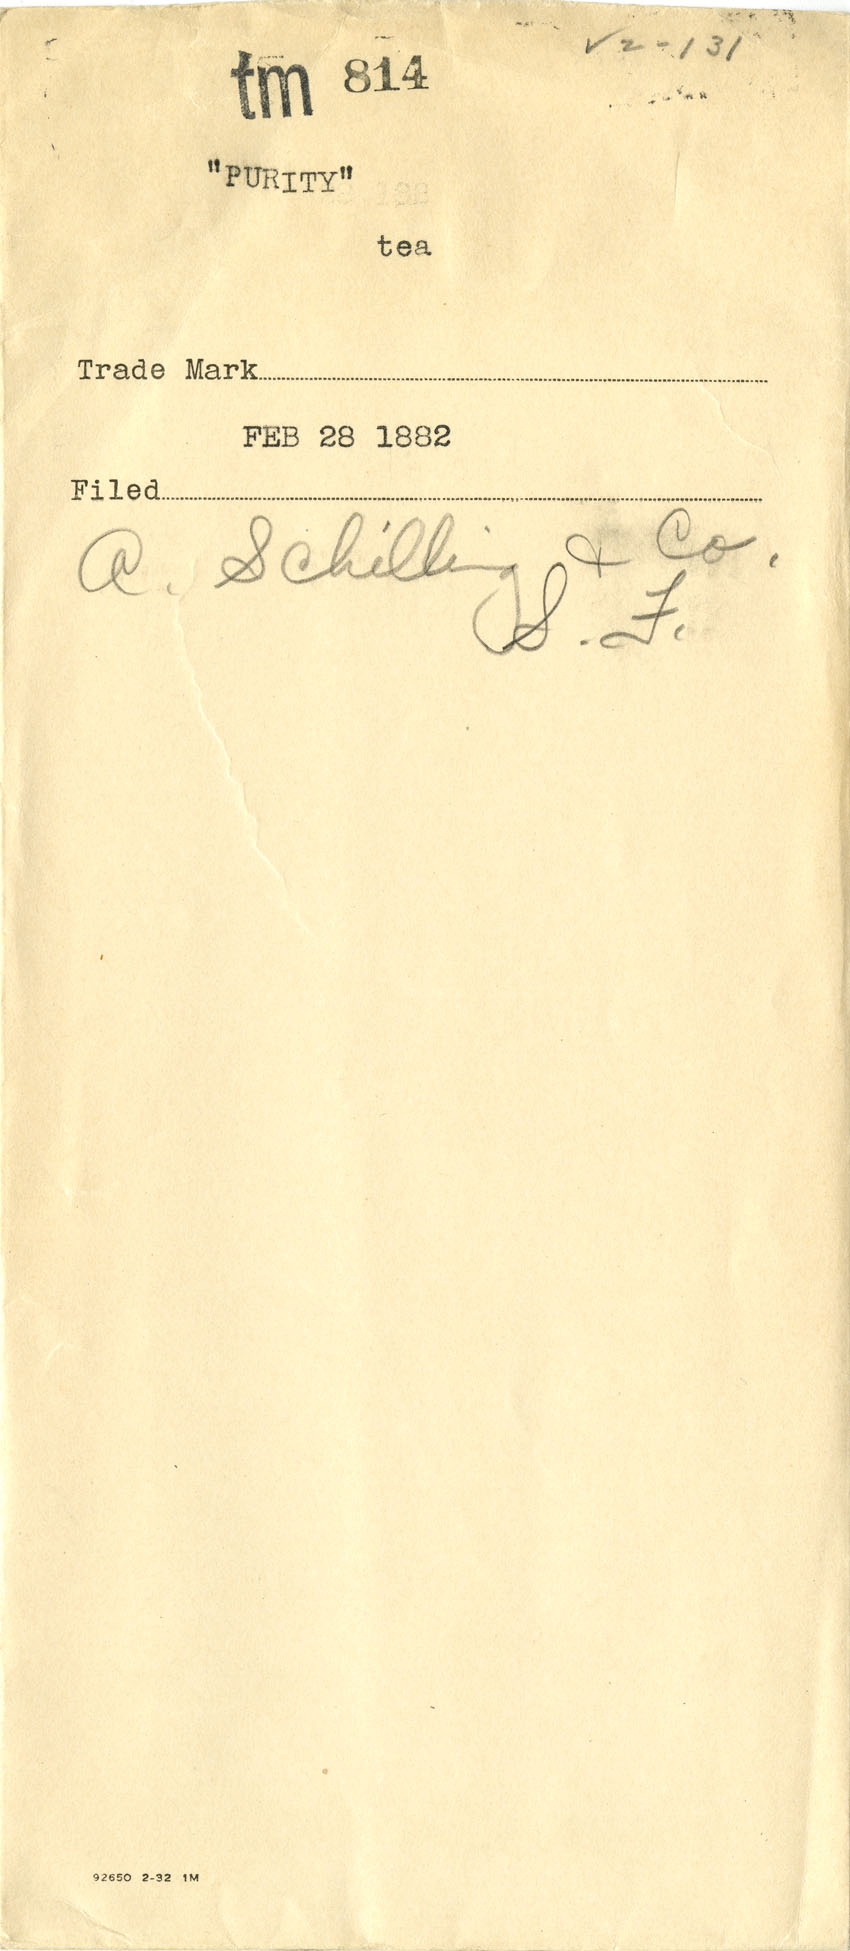 V2-131
tm 814
"PURITY"
tea
Trade Mark
FEB 28 1882
Filed
A. Schilling & Co.
S. F.
92650 2-32 1M